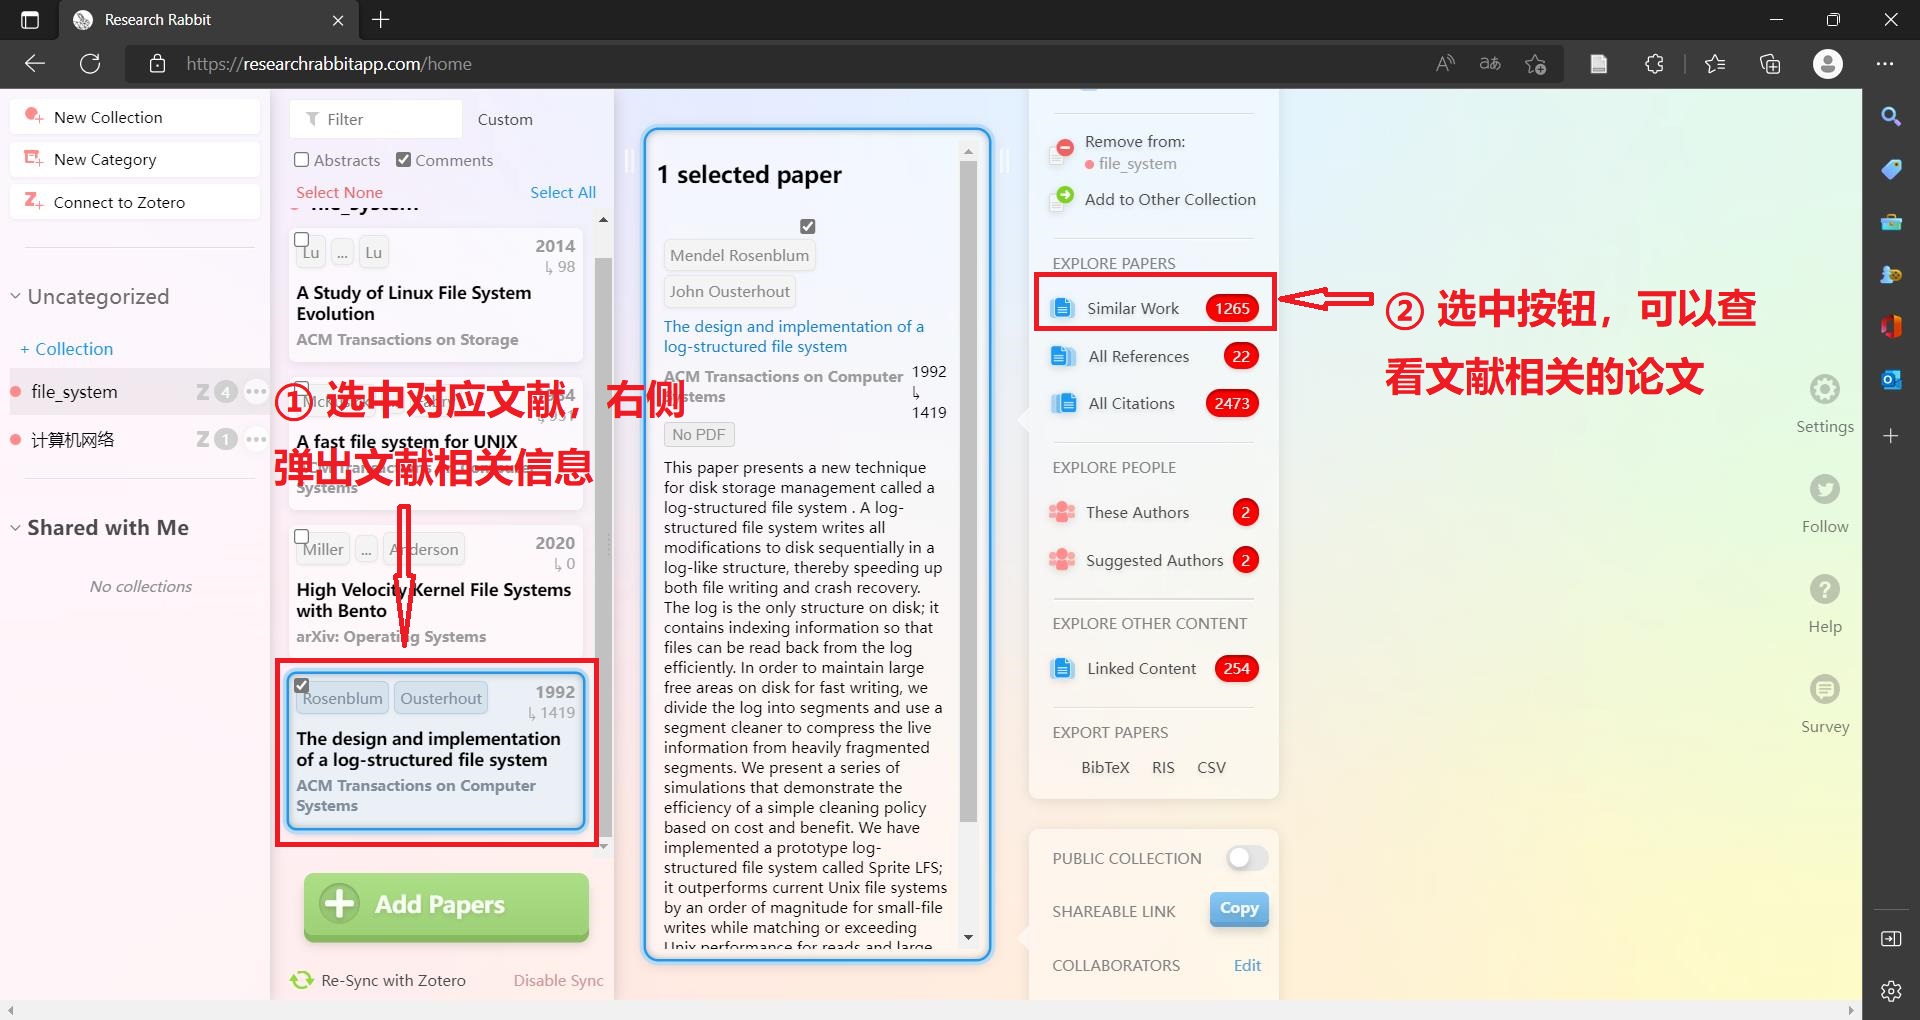 Research Rabbit
https://researchrabbitapp.com/home
New Collection
New Category
Connect to Zotero
Uncategorized
+ Collection
file_system
Z 4
计算机网络
Z 1
Shared with Me
No collections
Filter
Custom
Abstracts
Comments
Select None
Select All
file_system
Lu
...
Lu
2014
98
A Study of Linux File System
Evolution
ACM Transactions on Storage
① 选中对应文献，右侧
弹出文献相关信息
A fast file system for UNIX
Systems
Miller
...
Anderson
2020
0
High Velocity Kernel File Systems
with Bento
arXiv: Operating Systems
Rosenblum
Ousterhout
1992
1419
The design and implementation
of a log-structured file system
ACM Transactions on Computer
Systems
Add Papers
Re-Sync with Zotero
Disable Sync
1 selected paper
Mendel Rosenblum
John Ousterhout
The design and implementation of a
log-structured file system
ACM Transactions on Computer
Systems
1992
1419
No PDF
This paper presents a new technique
for disk storage management called a
log-structured file system . A log-
structured file system writes all
modifications to disk sequentially in a
log-like structure, thereby speeding up
both file writing and crash recovery.
The log is the only structure on disk; it
contains indexing information so that
files can be read back from the log
efficiently. In order to maintain large
free areas on disk for fast writing, we
divide the log into segments and use a
segment cleaner to compress the live
information from heavily fragmented
segments. We present a series of
simulations that demonstrate the
efficiency of a simple cleaning policy
based on cost and benefit. We have
implemented a prototype log-
structured file system called Sprite LFS;
it outperforms current Unix file systems
by an order of magnitude for small-file
writes while matching or exceeding
Unix performance for reads and large
Remove from:
file_system
Add to Other Collection
EXPLORE PAPERS
Similar Work 1265
All References 22
All Citations 2473
EXPLORE PEOPLE
These Authors 2
Suggested Authors 2
EXPLORE OTHER CONTENT
Linked Content 254
EXPORT PAPERS
BibTeX RIS CSV
PUBLIC COLLECTION
SHAREABLE LINK
Copy
COLLABORATORS
Edit
② 选中按钮，可以查
看文献相关的论文
Settings
Follow
Help
Survey